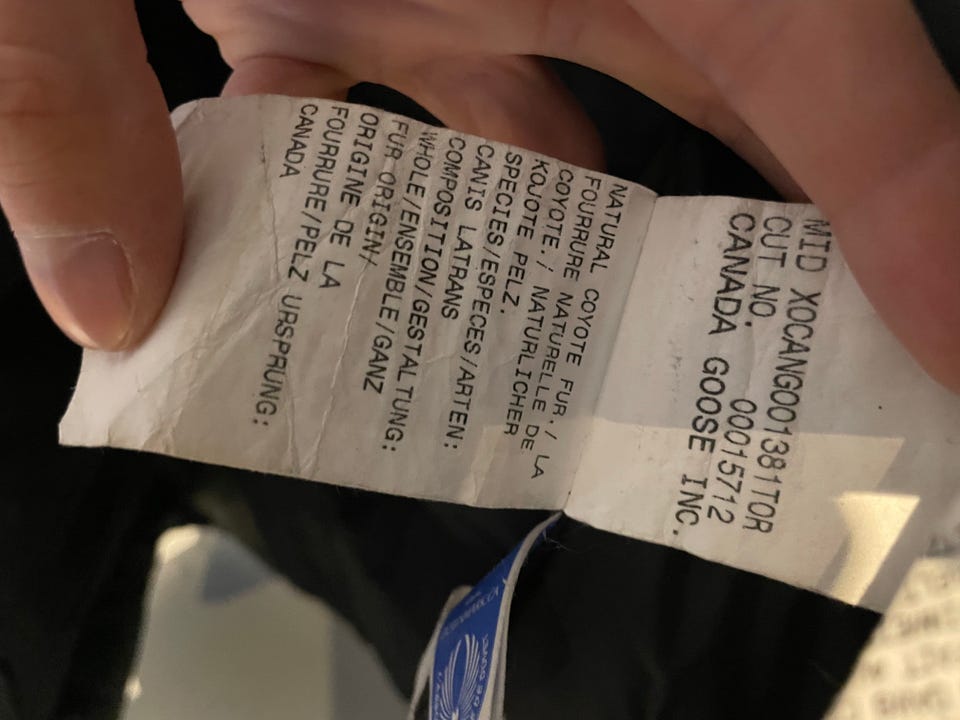 MID XOCANGOO1381TOR
CUT NO. 00015712
CANADA GOOSE INC.
NATURAL COYOTE FUR./
FOURRURE NATURELLE DE LA
COYOTE./ NATURLICHER
KOJOTE PELZ.
SPECIES/ESPECES/ARTEN:
CANIS LATRANS
COMPOSITION/GESTALTUNG:
WHOLE/ENSEMBLE/GANZ
FUR ORIGIN/
ORIGINE DE LA
FOURRURE/PELZ URSPRUNG:
CANADA